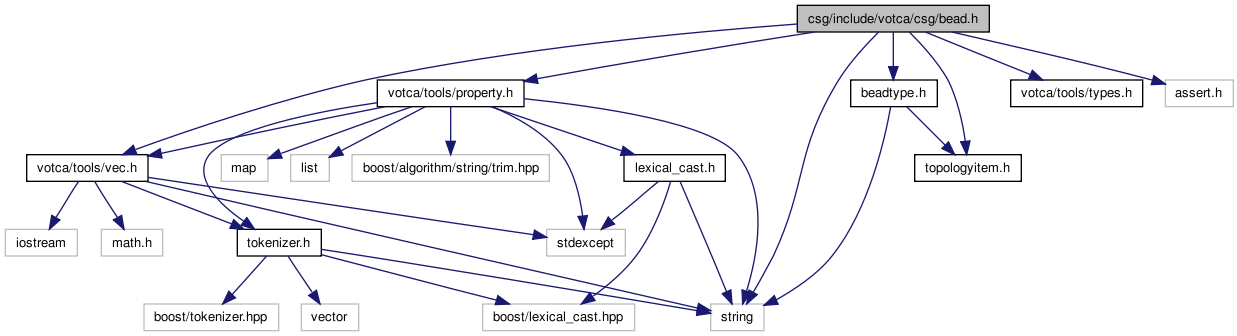 csg/include/votca/csg/bead.h
votca/tools/property.h
beadtype.h
votca/tools/types.h
assert.h
votca/tools/vec.h
map
list
boost/algorithm/string/trim.hpp
lexical_cast.h
topologyitem.h
iostream
math.h
tokenizer.h
stdexcept
boost/tokenizer.hpp
vector
boost/lexical_cast.hpp
string